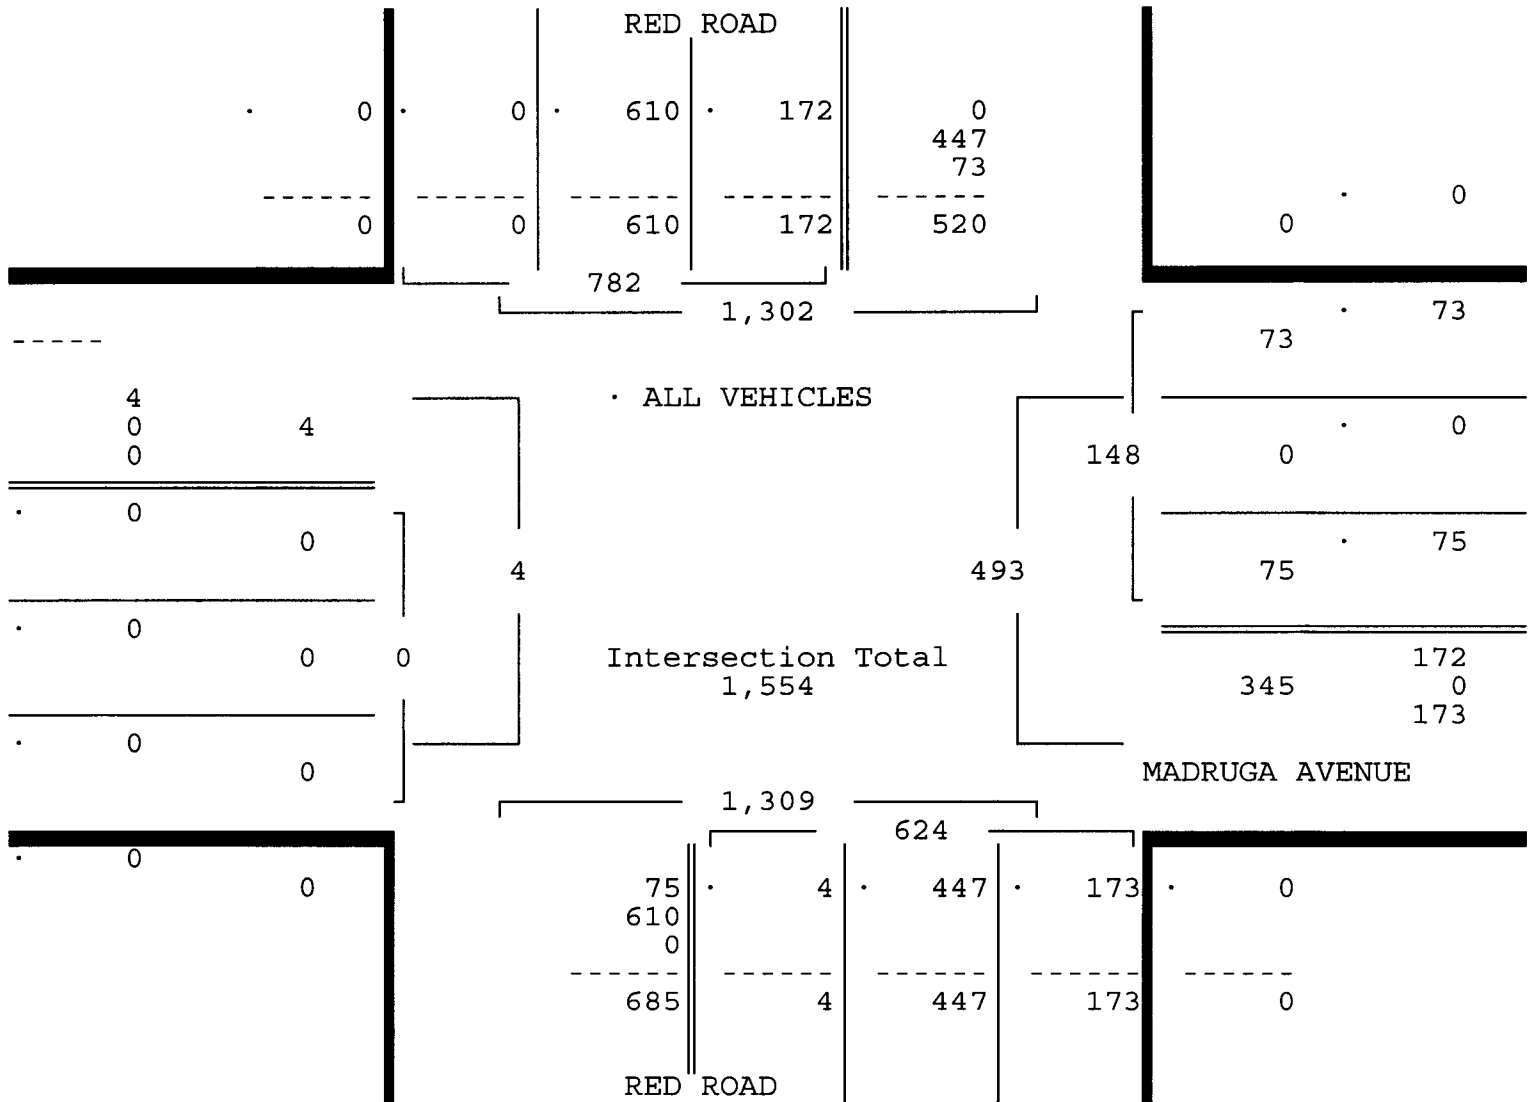 RED ROAD
· 0 · 0 · 610 · 172 0
447
73
· 0
------ ------ ------ ------ ------
0 0 610 172 520 0
782
1,302 · 73
----- 73
4 · ALL VEHICLES
0 4 · 0
0 148 0
· 0
0 · 75
4 493 75
· 0
0 0 Intersection Total 172
1,554 345 0
173
· 0
0 MADRUGA AVENUE
1,309
624
· 0
0 75 · 4 · 447 · 173 · 0
610
0
------ ------ ------ ------ ------
685 4 447 173 0
RED ROAD